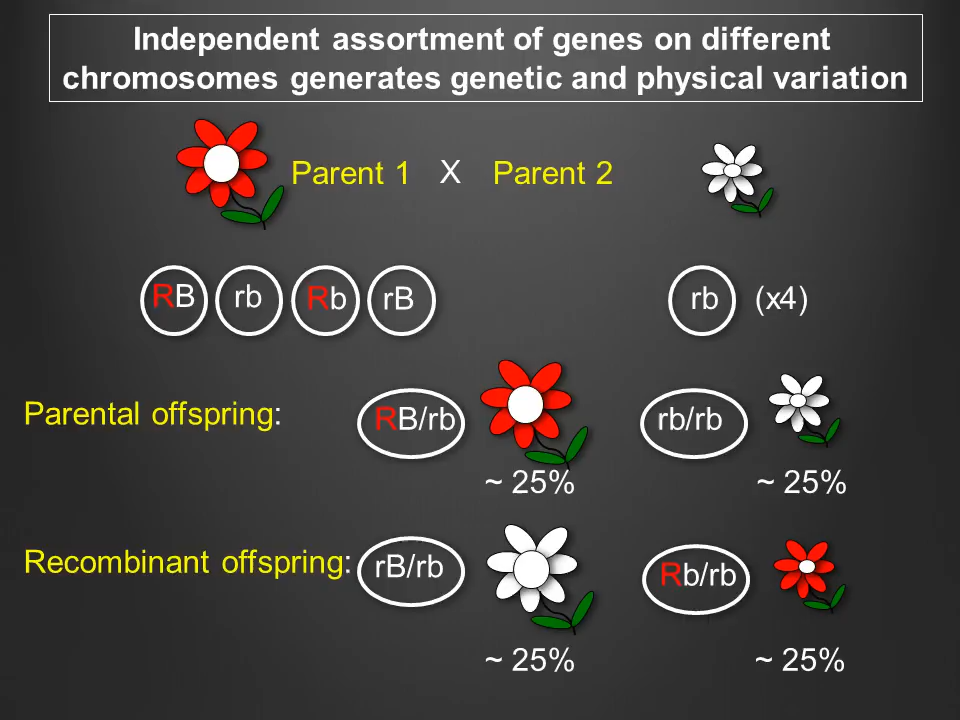 Independent assortment of genes on different
chromosomes generates genetic and physical variation
Parent 1 X Parent 2
RB rb Rb rB rb (x4)
Parental offspring: RB/rb rb/rb
~ 25% ~ 25%
Recombinant offspring: rB/rb Rb/rb
~ 25% ~ 25%